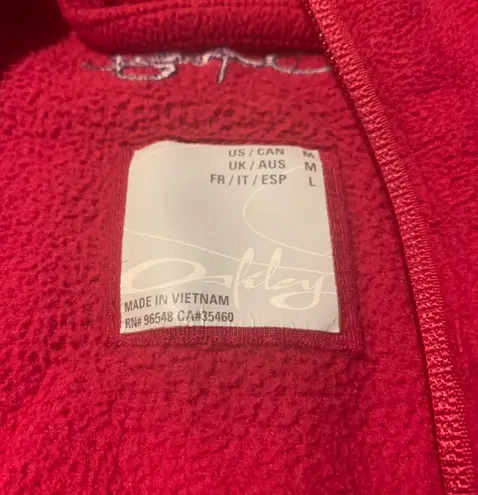 US / CAN M
UK / AUS M
FR / IT / ESP L
Oakley
MADE IN VIETNAM
RN# 96548 CA#35460